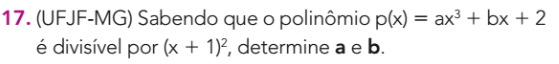 17. (UFJF-MG) Sabendo que o polinômio p(x) = ax³ + bx + 2
é divisível por (x + 1)², determine a e b.